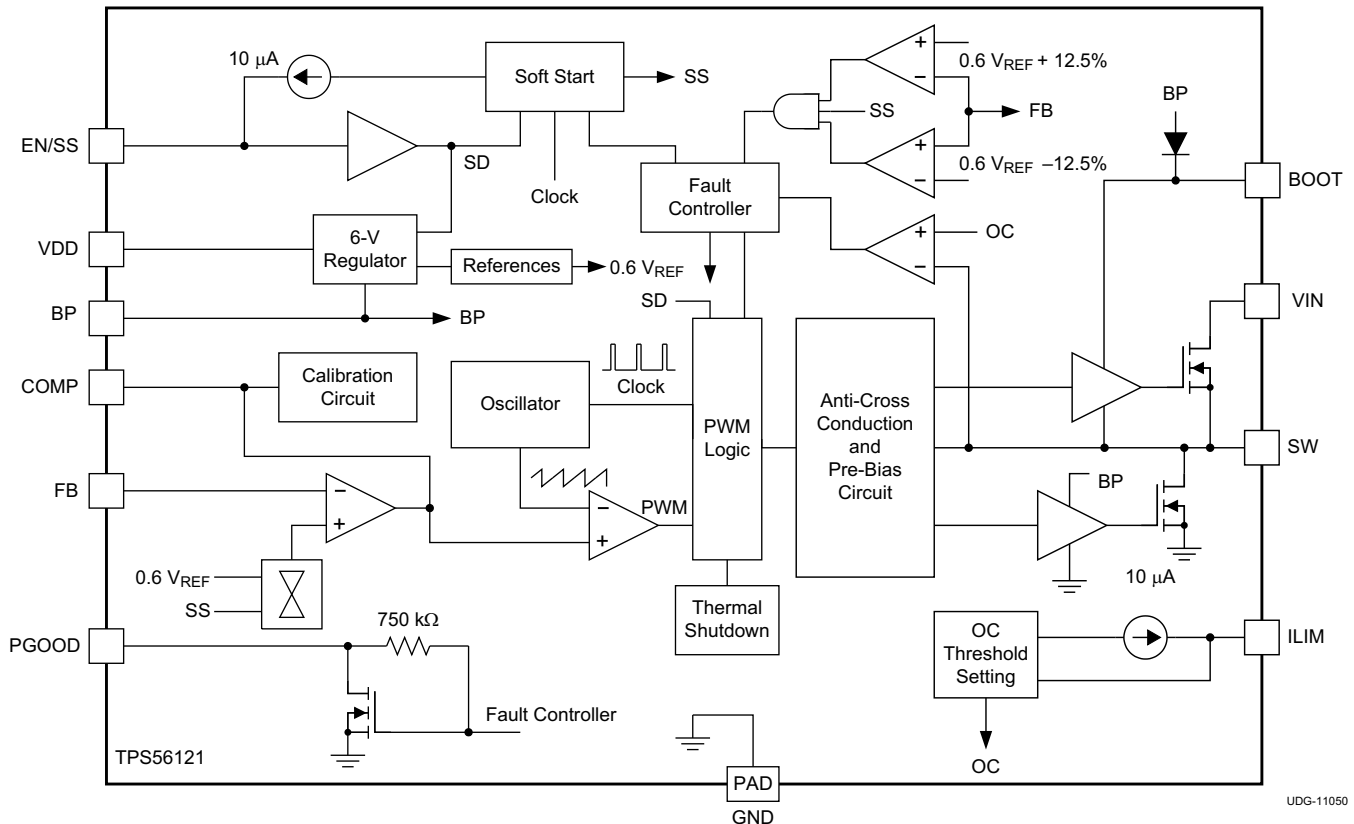 10 μA
Soft Start
SS
0.6 VREF + 12.5%
+
−
SS
FB
BP
EN/SS
SD
Clock
Fault
Controller
+
−
0.6 VREF −12.5%
BOOT
VDD
6-V
Regulator
References
0.6 VREF
+
−
OC
SD
BP
BP
VIN
COMP
Calibration
Circuit
Oscillator
Clock
PWM
Logic
Anti-Cross
Conduction
and
Pre-Bias
Circuit
SW
FB
−
+
−
+
PWM
BP
0.6 VREF
SS
Thermal
Shutdown
10 μA
PGOOD
750 kΩ
OC
Threshold
Setting
ILIM
Fault Controller
OC
TPS56121
PAD
GND
UDG-11050